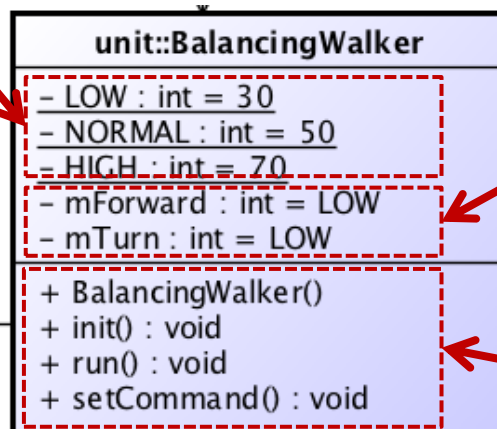 unit::BalancingWalker
- LOW : int = 30
- NORMAL : int = 50
- HIGH : int = 70
- mForward : int = LOW
- mTurn : int = LOW
+ BalancingWalker()
+ init() : void
+ run() : void
+ setCommand() : void